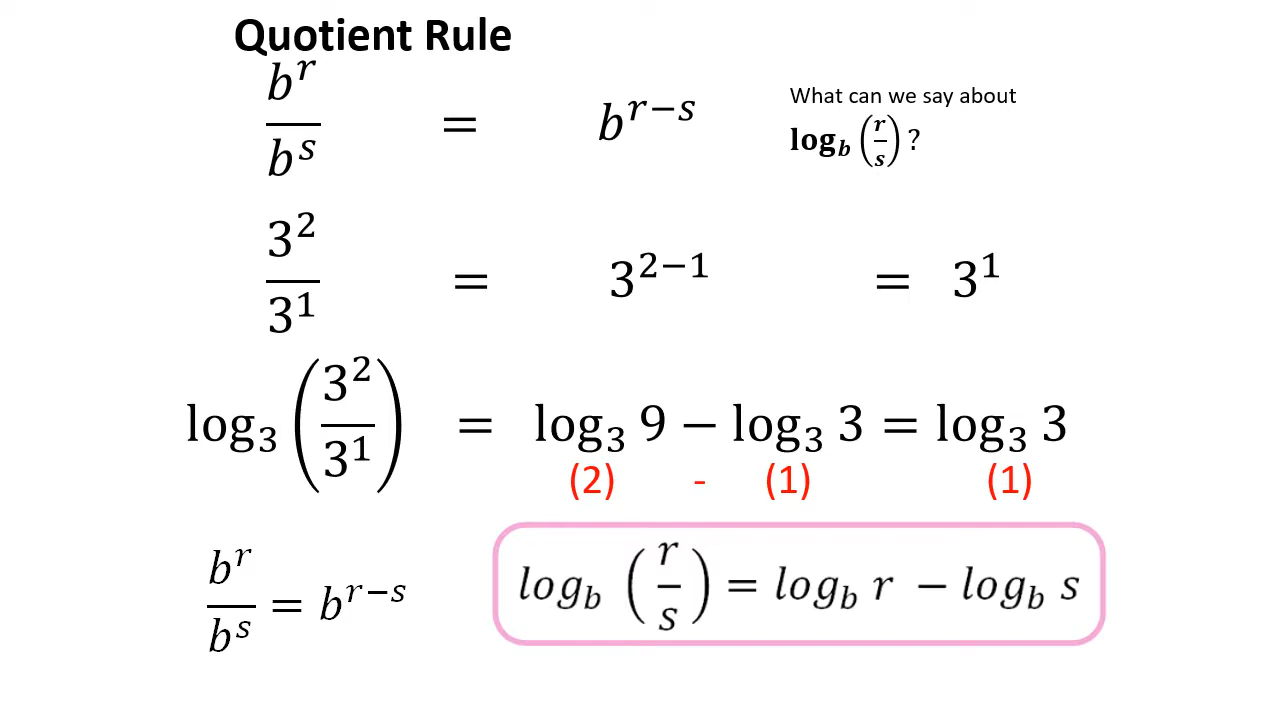 Quotient Rule
b^r / b^s = b^(r−s)
What can we say about
log_b (r/s) ?
3^2 / 3^1 = 3^(2−1) = 3^1
log_3 (3^2 / 3^1) = log_3 9 − log_3 3 = log_3 3
(2) - (1) (1)
b^r / b^s = b^(r−s)
log_b (r/s) = log_b r − log_b s